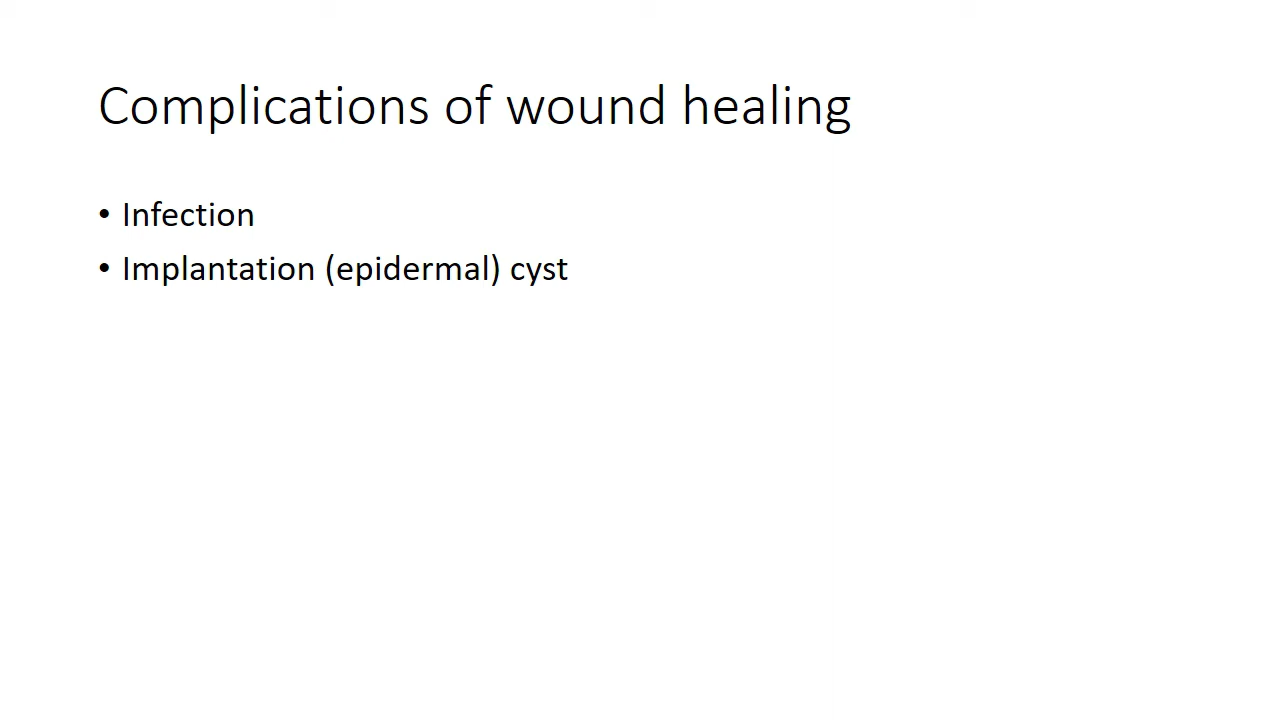 Complications of wound healing
• Infection
• Implantation (epidermal) cyst